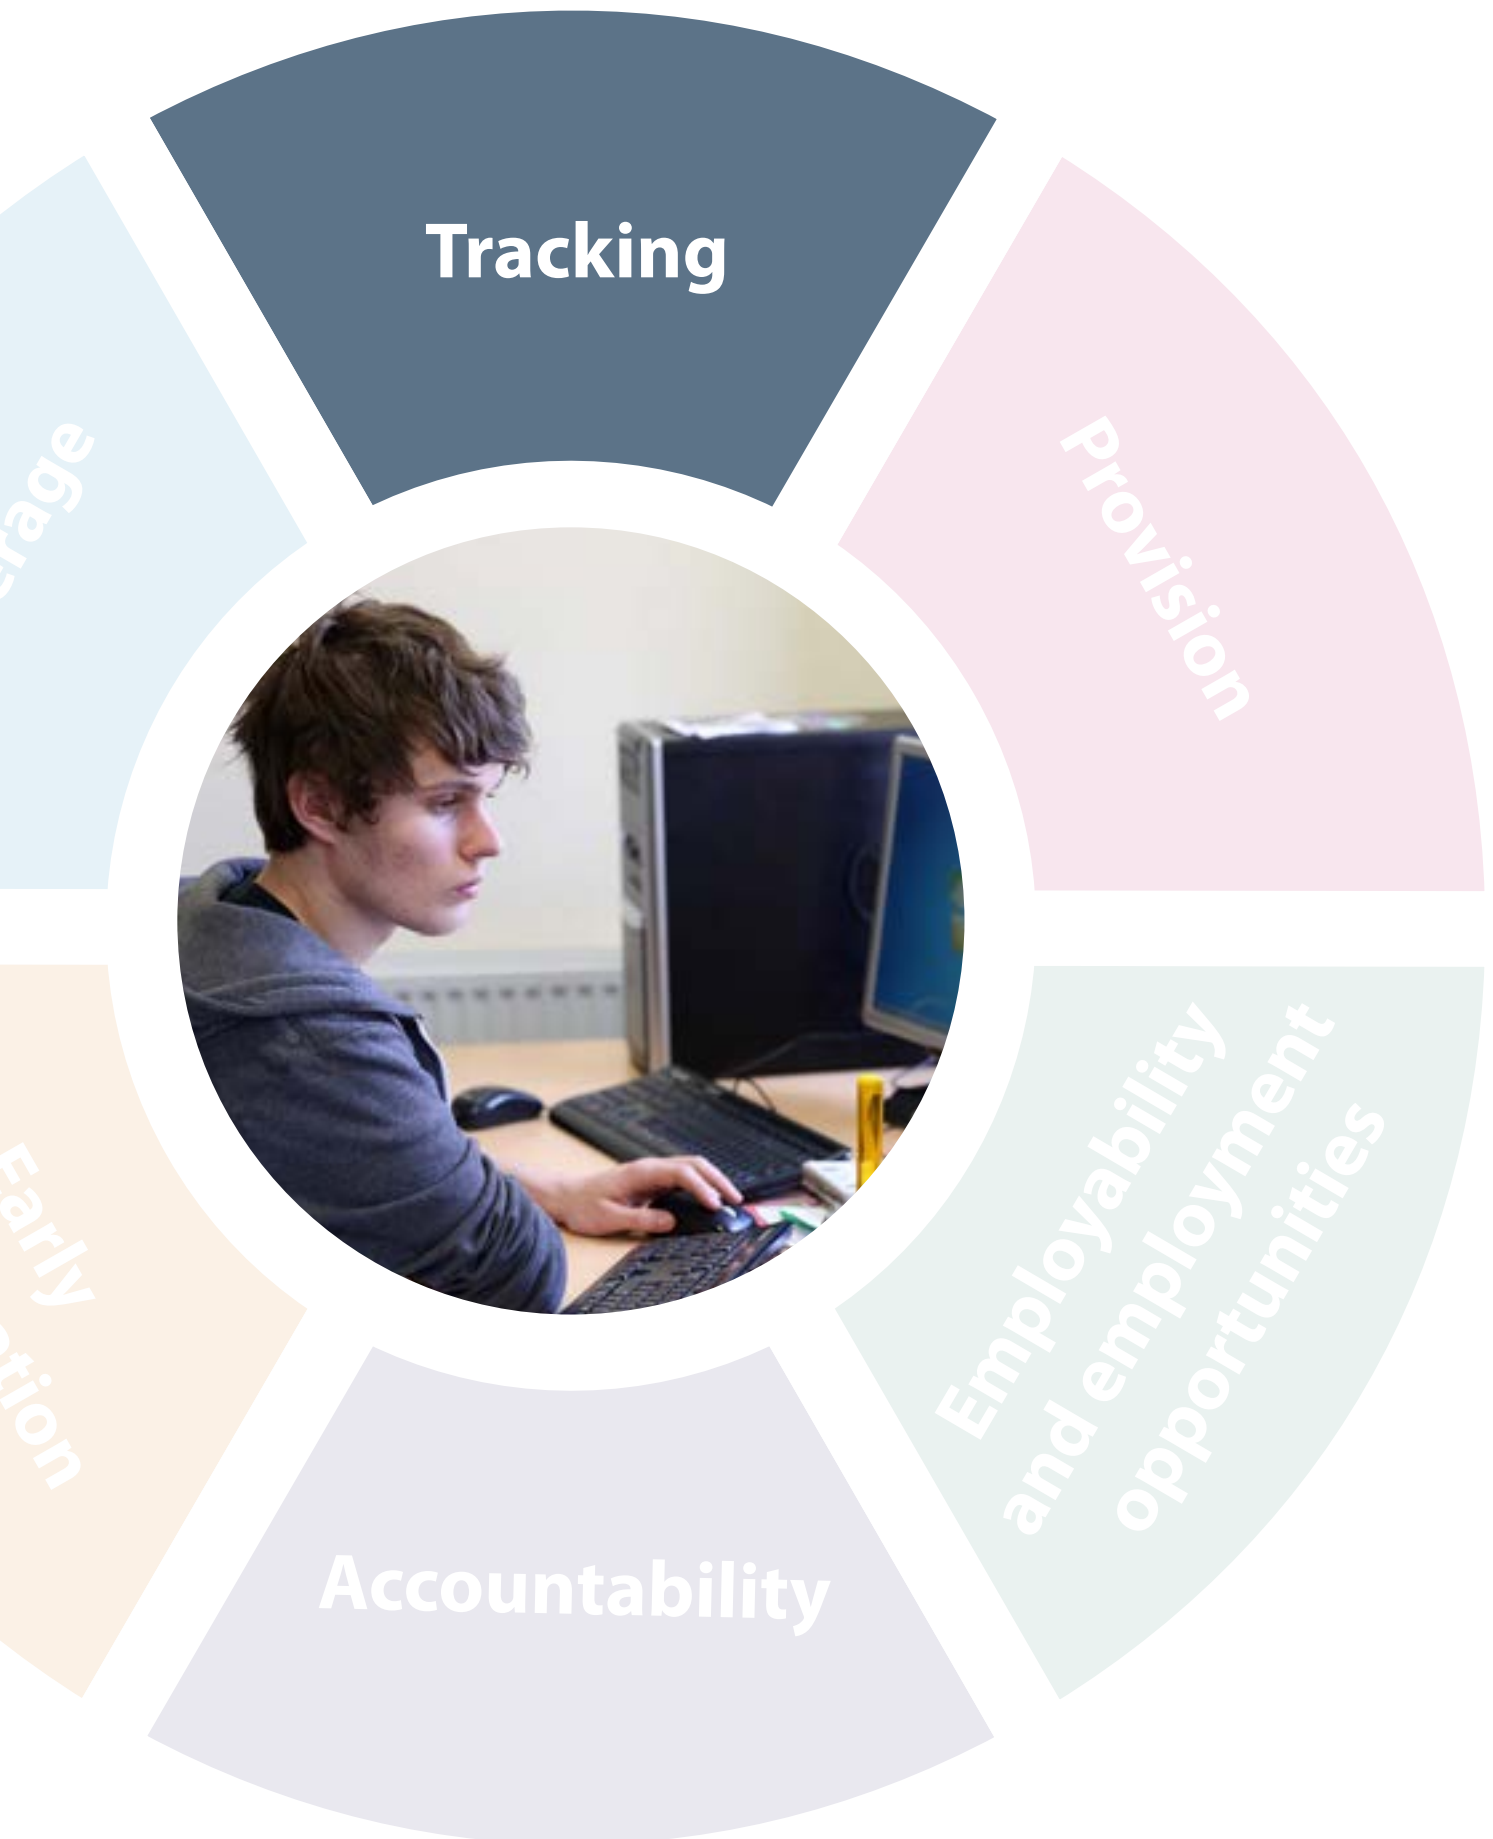 Tracking
Provision
Employability
and employment
opportunities
Accountability
Early